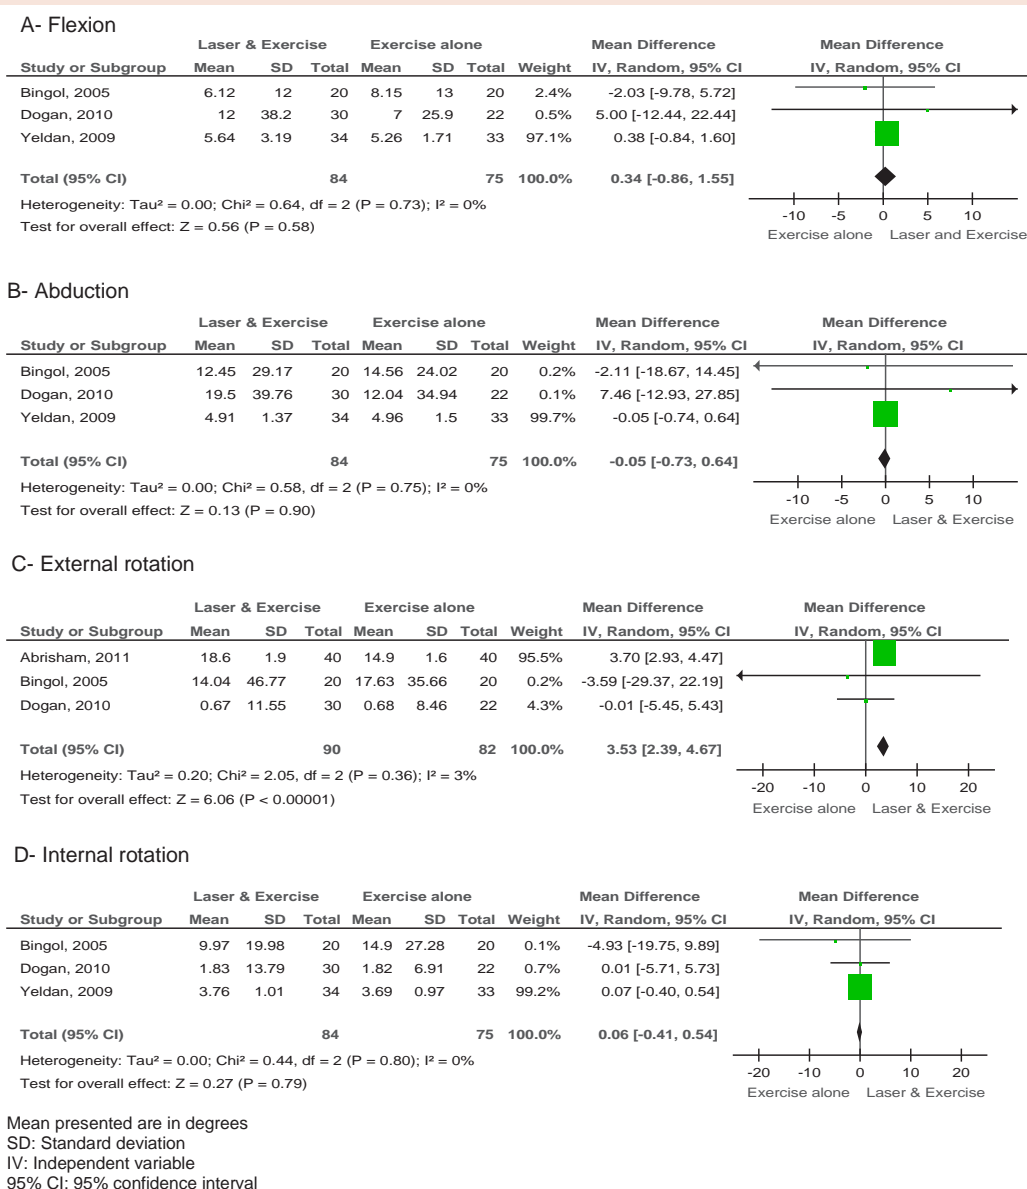 A- Flexion
Laser & Exercise Exercise alone Mean Difference Mean Difference
Study or Subgroup Mean SD Total Mean SD Total Weight IV, Random, 95% CI IV, Random, 95% CI
Bingol, 2005 6.12 12 20 8.15 13 20 2.4% -2.03 [-9.78, 5.72]
Dogan, 2010 12 38.2 30 7 25.9 22 0.5% 5.00 [-12.44, 22.44]
Yeldan, 2009 5.64 3.19 34 5.26 1.71 33 97.1% 0.38 [-0.84, 1.60]
Total (95% CI) 84 75 100.0% 0.34 [-0.86, 1.55]
Heterogeneity: Tau² = 0.00; Chi² = 0.64, df = 2 (P = 0.73); I² = 0%
Test for overall effect: Z = 0.56 (P = 0.58)
-10 -5 0 5 10
Exercise alone Laser and Exercise
B- Abduction
Laser & Exercise Exercise alone Mean Difference Mean Difference
Study or Subgroup Mean SD Total Mean SD Total Weight IV, Random, 95% CI IV, Random, 95% CI
Bingol, 2005 12.45 29.17 20 14.56 24.02 20 0.2% -2.11 [-18.67, 14.45]
Dogan, 2010 19.5 39.76 30 12.04 34.94 22 0.1% 7.46 [-12.93, 27.85]
Yeldan, 2009 4.91 1.37 34 4.96 1.5 33 99.7% -0.05 [-0.74, 0.64]
Total (95% CI) 84 75 100.0% -0.05 [-0.73, 0.64]
Heterogeneity: Tau² = 0.00; Chi² = 0.58, df = 2 (P = 0.75); I² = 0%
Test for overall effect: Z = 0.13 (P = 0.90)
-10 -5 0 5 10
Exercise alone Laser & Exercise
C- External rotation
Laser & Exercise Exercise alone Mean Difference Mean Difference
Study or Subgroup Mean SD Total Mean SD Total Weight IV, Random, 95% CI IV, Random, 95% CI
Abrisham, 2011 18.6 1.9 40 14.9 1.6 40 95.5% 3.70 [2.93, 4.47]
Bingol, 2005 14.04 46.77 20 17.63 35.66 20 0.2% -3.59 [-29.37, 22.19]
Dogan, 2010 0.67 11.55 30 0.68 8.46 22 4.3% -0.01 [-5.45, 5.43]
Total (95% CI) 90 82 100.0% 3.53 [2.39, 4.67]
Heterogeneity: Tau² = 0.20; Chi² = 2.05, df = 2 (P = 0.36); I² = 3%
Test for overall effect: Z = 6.06 (P < 0.00001)
-20 -10 0 10 20
Exercise alone Laser & Exercise
D- Internal rotation
Laser & Exercise Exercise alone Mean Difference Mean Difference
Study or Subgroup Mean SD Total Mean SD Total Weight IV, Random, 95% CI IV, Random, 95% CI
Bingol, 2005 9.97 19.98 20 14.9 27.28 20 0.1% -4.93 [-19.75, 9.89]
Dogan, 2010 1.83 13.79 30 1.82 6.91 22 0.7% 0.01 [-5.71, 5.73]
Yeldan, 2009 3.76 1.01 34 3.69 0.97 33 99.2% 0.07 [-0.40, 0.54]
Total (95% CI) 84 75 100.0% 0.06 [-0.41, 0.54]
Heterogeneity: Tau² = 0.00; Chi² = 0.44, df = 2 (P = 0.80); I² = 0%
Test for overall effect: Z = 0.27 (P = 0.79)
-20 -10 0 10 20
Exercise alone Laser & Exercise
Mean presented are in degrees
SD: Standard deviation
IV: Independent variable
95% CI: 95% confidence interval